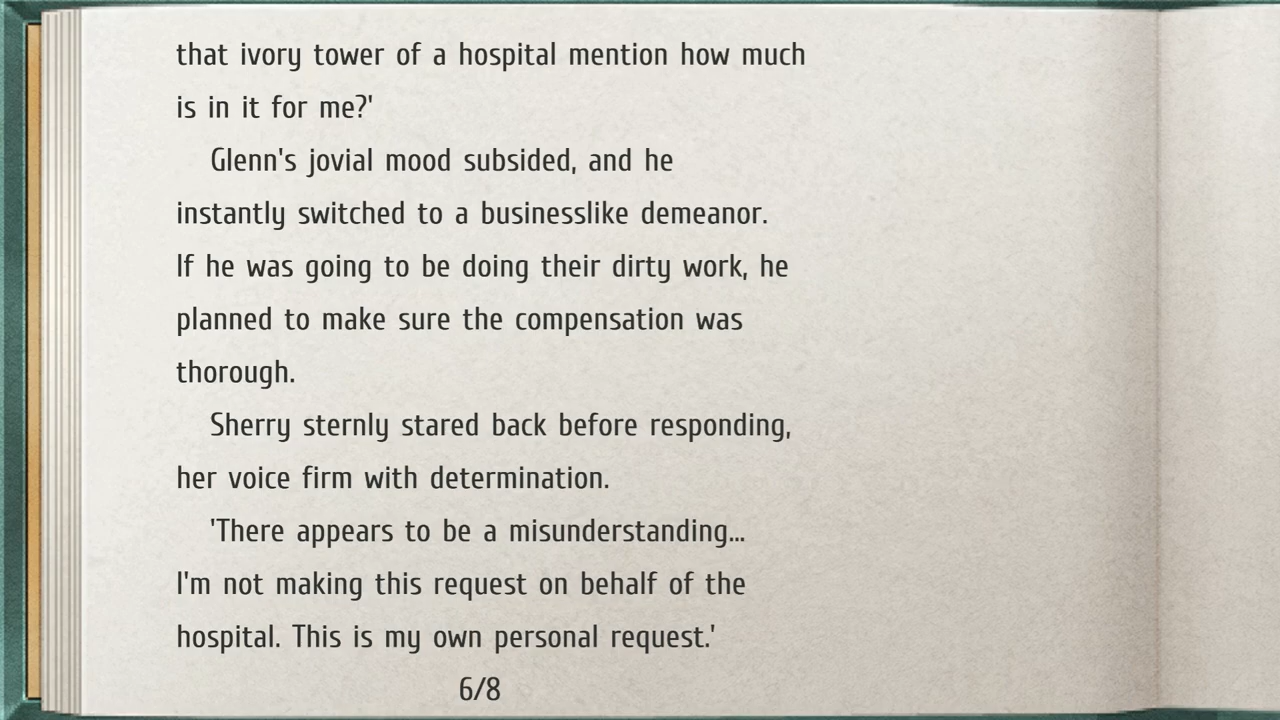 that ivory tower of a hospital mention how much
is in it for me?'
Glenn's jovial mood subsided, and he
instantly switched to a businesslike demeanor.
If he was going to be doing their dirty work, he
planned to make sure the compensation was
thorough.
Sherry sternly stared back before responding,
her voice firm with determination.
'There appears to be a misunderstanding...
I'm not making this request on behalf of the
hospital. This is my own personal request.'
6/8